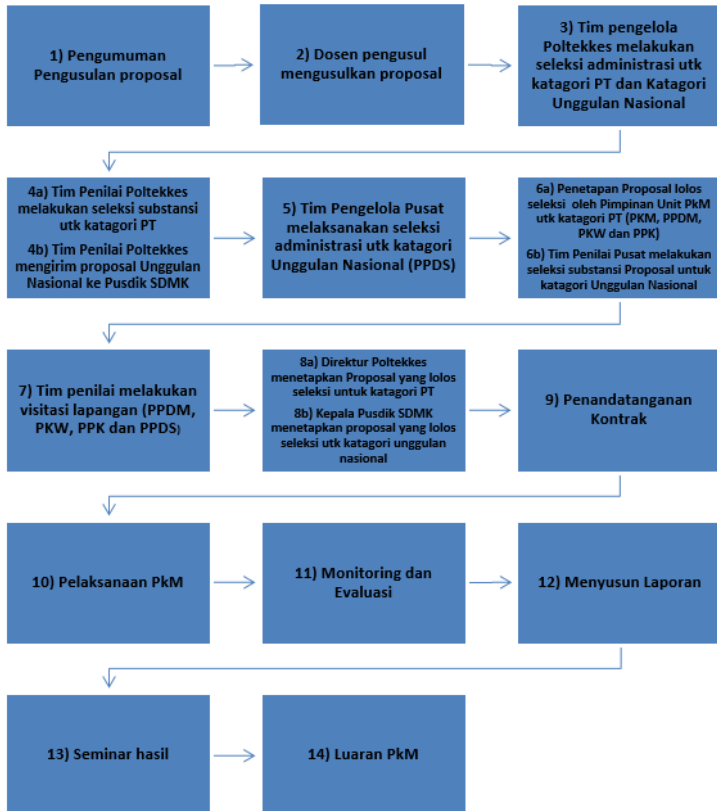 1) Pengumuman
Pengusulan proposal
2) Dosen pengusul
mengusulkan proposal
3) Tim pengelola
Poltekkes melakukan
seleksi administrasi utk
katagori PT dan Katagori
Unggulan Nasional
4a) Tim Penilai Poltekkes
melakukan seleksi substansi
utk katagori PT
4b) Tim Penilai Poltekkes
mengirim proposal Unggulan
Nasional ke Pusdik SDMK
5) Tim Pengelola Pusat
melaksanakan seleksi
administrasi utk katagori
Unggulan Nasional (PPDS)
6a) Penetapan Proposal lolos
seleksi oleh Pimpinan Unit PkM
utk katagori PT (PKM, PPDM,
PKW dan PPK)
6b) Tim Penilai Pusat melakukan
seleksi substansi Proposal untuk
katagori Unggulan Nasional
7) Tim penilai melakukan
visitasi lapangan (PPDM,
PKW, PPK dan PPDS)
8a) Direktur Poltekkes
menetapkan Proposal yang lolos
seleksi untuk katagori PT
8b) Kepala Pusdik SDMK
menetapkan proposal yang lolos
seleksi utk katagori unggulan
nasional
9) Penandatanganan
Kontrak
10) Pelaksanaan PkM
11) Monitoring dan
Evaluasi
12) Menyusun Laporan
13) Seminar hasil
14) Luaran PkM